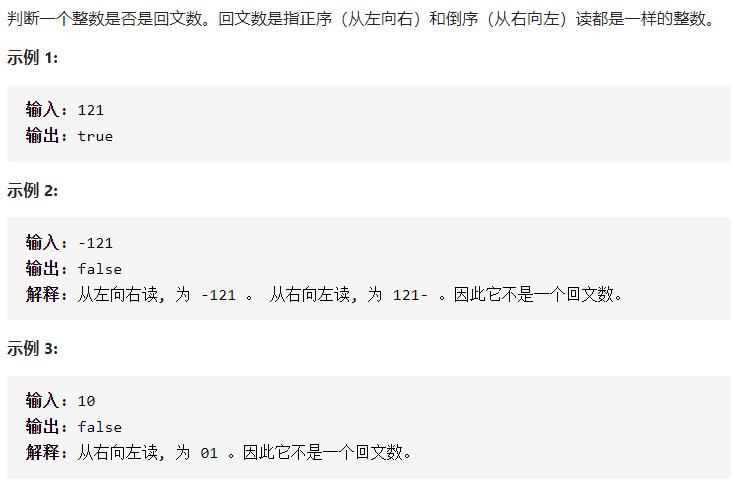 判断一个整数是否是回文数。回文数是指正序（从左向右）和倒序（从右向左）读都是一样的整数。
示例 1:
输入: 121
输出: true
示例 2:
输入: -121
输出: false
解释: 从左向右读, 为 -121 。 从右向左读, 为 121- 。因此它不是一个回文数。
示例 3:
输入: 10
输出: false
解释: 从右向左读, 为 01 。因此它不是一个回文数。